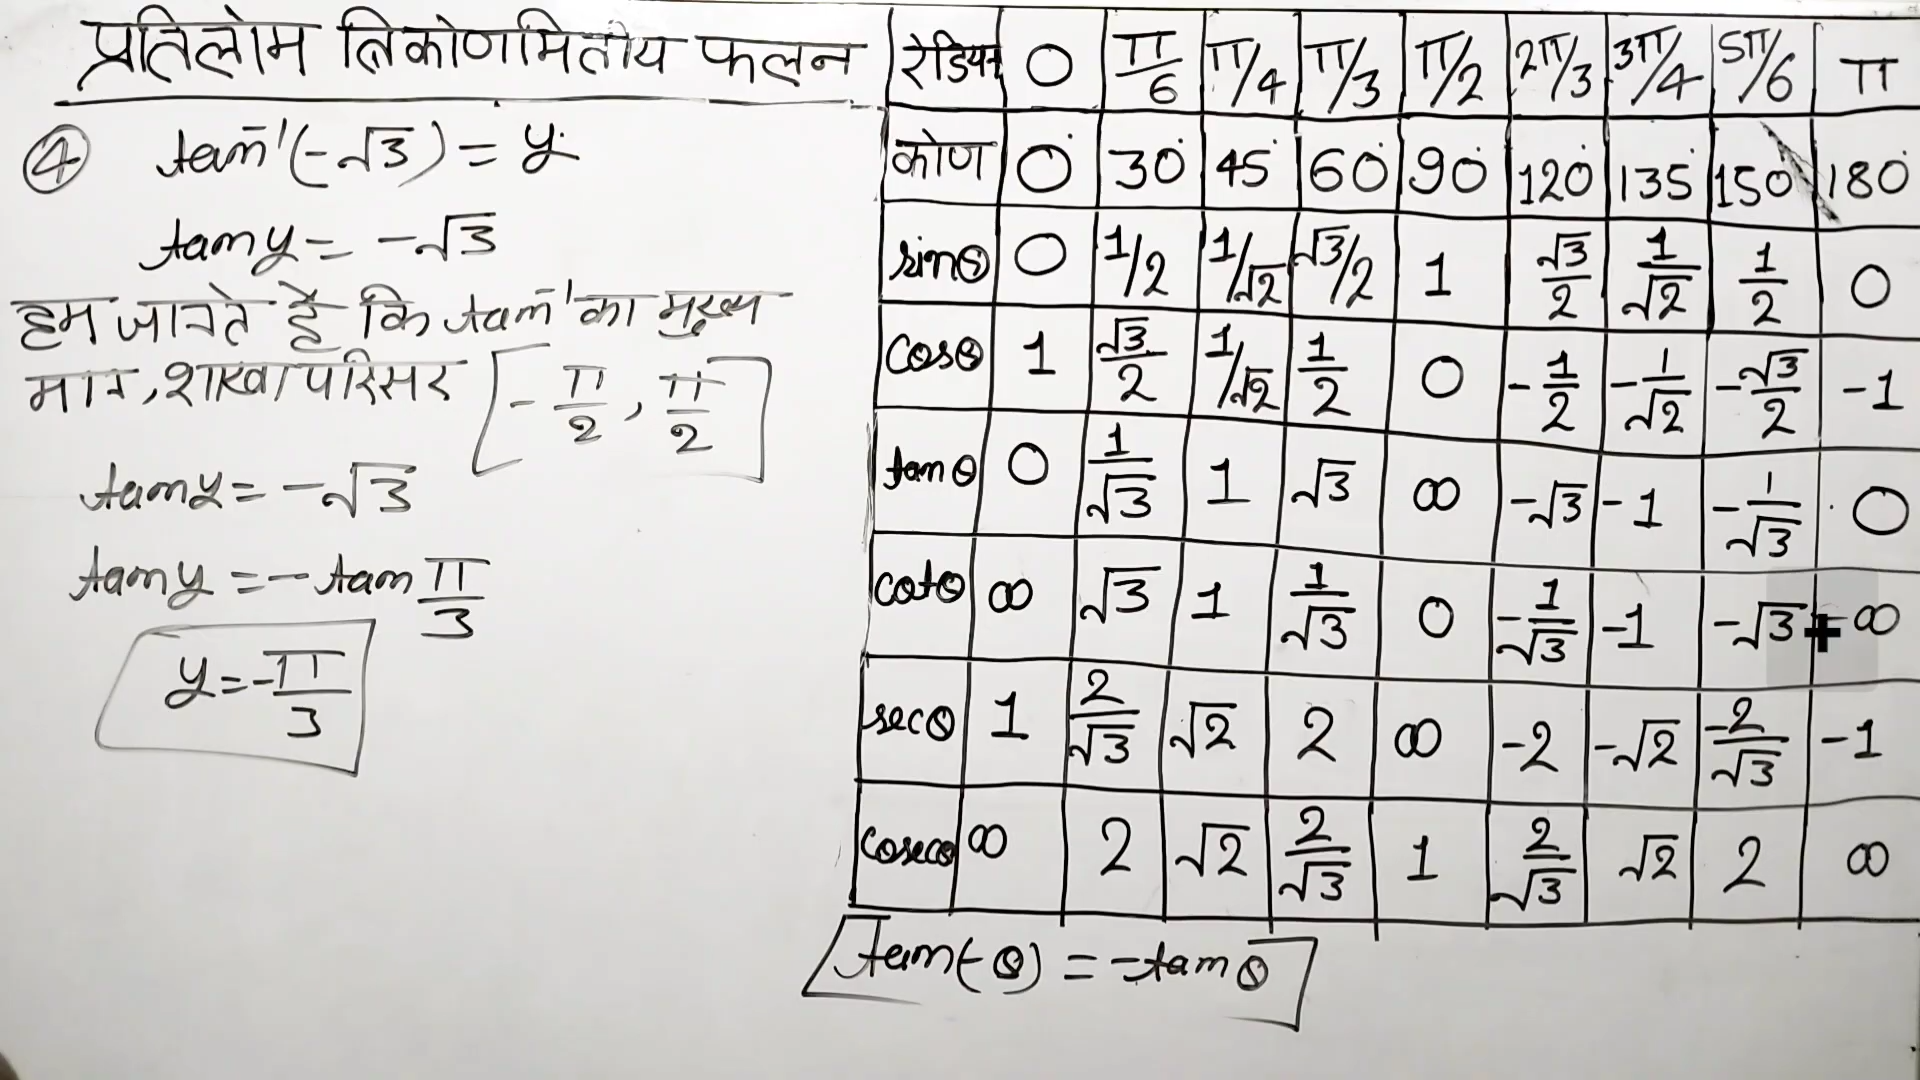 प्रतिलोम त्रिकोणमितीय फलन
④ tan⁻¹(-√3) = y
tan y = -√3
हम जानते है कि tan⁻¹ का मुख्य
मान, शाखा परिसर [-π/2, π/2]
tan y = -√3
tan y = -tan π/3
y = -π/3
रेडियन 0 π/6 π/4 π/3 π/2 2π/3 3π/4 5π/6 π
कोण 0° 30° 45° 60° 90° 120° 135° 150° 180°
sinθ 0 1/2 1/√2 √3/2 1 √3/2 1/√2 1/2 0
cosθ 1 √3/2 1/√2 1/2 0 -1/2 -1/√2 -√3/2 -1
tanθ 0 1/√3 1 √3 ∞ -√3 -1 -1/√3 0
cotθ ∞ √3 1 1/√3 0 -1/√3 -1 -√3 -∞
secθ 1 2/√3 √2 2 ∞ -2 -√2 -2/√3 -1
cosecθ ∞ 2 √2 2/√3 1 2/√3 √2 2 ∞
tan(-θ) = -tanθ